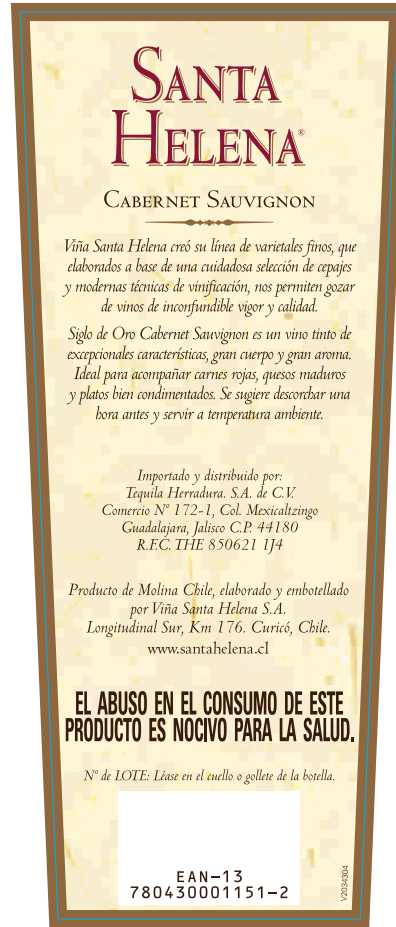 SANTA
HELENA®
CABERNET SAUVIGNON
Viña Santa Helena creó su línea de varietales finos, que
elaborados a base de una cuidadosa selección de cepajes
y modernas técnicas de vinificación, nos permiten gozar
de vinos de inconfundible vigor y calidad.
Siglo de Oro Cabernet Sauvignon es un vino tinto de
excepcionales características, gran cuerpo y gran aroma.
Ideal para acompañar carnes rojas, quesos maduros
y platos bien condimentados. Se sugiere descorchar una
hora antes y servir a temperatura ambiente.
Importado y distribuido por:
Tequila Herradura. S.A. de C.V.
Comercio N° 172-1, Col. Mexicaltzingo
Guadalajara, Jalisco C.P. 44180
R.F.C. THE 850621 1J4
Producto de Molina Chile, elaborado y embotellado
por Viña Santa Helena S.A.
Longitudinal Sur, Km 176. Curicó, Chile.
www.santahelena.cl
EL ABUSO EN EL CONSUMO DE ESTE
PRODUCTO ES NOCIVO PARA LA SALUD.
N° de LOTE: Léase en el cuello o gollete de la botella.
EAN-13
780430001151-2
V2034304